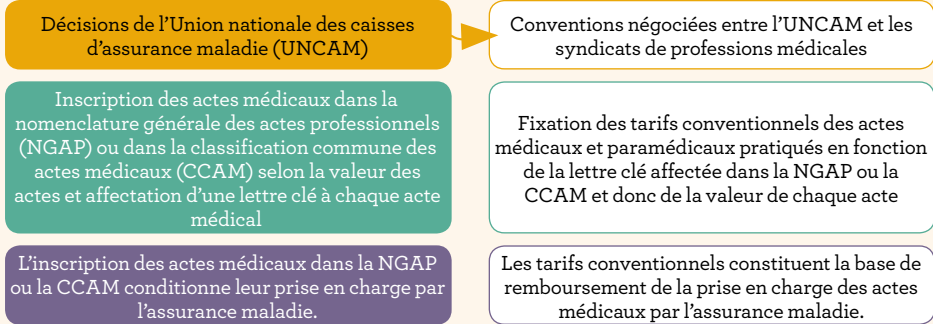 Décisions de l'Union nationale des caisses
d'assurance maladie (UNCAM)
Conventions négociées entre l'UNCAM et les
syndicats de professions médicales
Inscription des actes médicaux dans la
nomenclature générale des actes professionnels
(NGAP) ou dans la classification commune des
actes médicaux (CCAM) selon la valeur des
actes et affectation d'une lettre clé à chaque acte
médical
Fixation des tarifs conventionnels des actes
médicaux et paramédicaux pratiqués en fonction
de la lettre clé affectée dans la NGAP ou la
CCAM et donc de la valeur de chaque acte
L'inscription des actes médicaux dans la NGAP
ou la CCAM conditionne leur prise en charge par
l'assurance maladie.
Les tarifs conventionnels constituent la base de
remboursement de la prise en charge des actes
médicaux par l'assurance maladie.